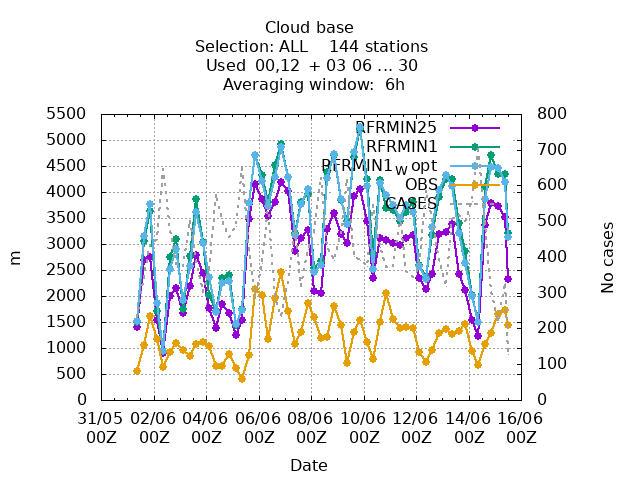 Cloud base
Selection: ALL 144 stations
Used 00,12 + 03 06 ... 30
Averaging window: 6h
5500 800
5000 700
4500 600
4000 500
3500 400
3000 300
2500 200
2000 100
1500 0
1000
500
0
RFRMIN25
RFRMIN1
RFRMIN1w opt
OBS
CASES
m
No cases
31/05 02/06 04/06 06/06 08/06 10/06 12/06 14/06 16/06
00Z 00Z 00Z 00Z 00Z 00Z 00Z 00Z 00Z
Date